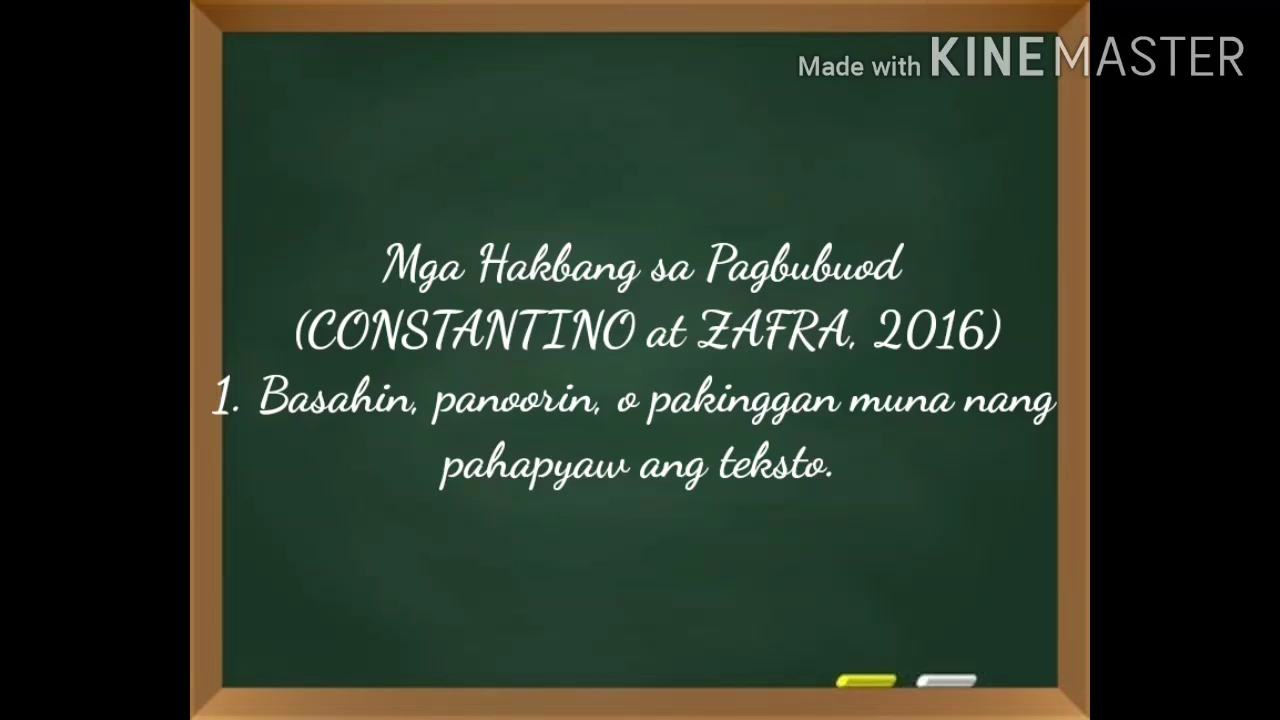 Made with KINEMASTER
Mga Hakbang sa Pagbubuod
(CONSTANTINO at ZAFRA, 2016)
1. Basahin, panoorin, o pakinggan muna nang
pahapyaw ang teksto.